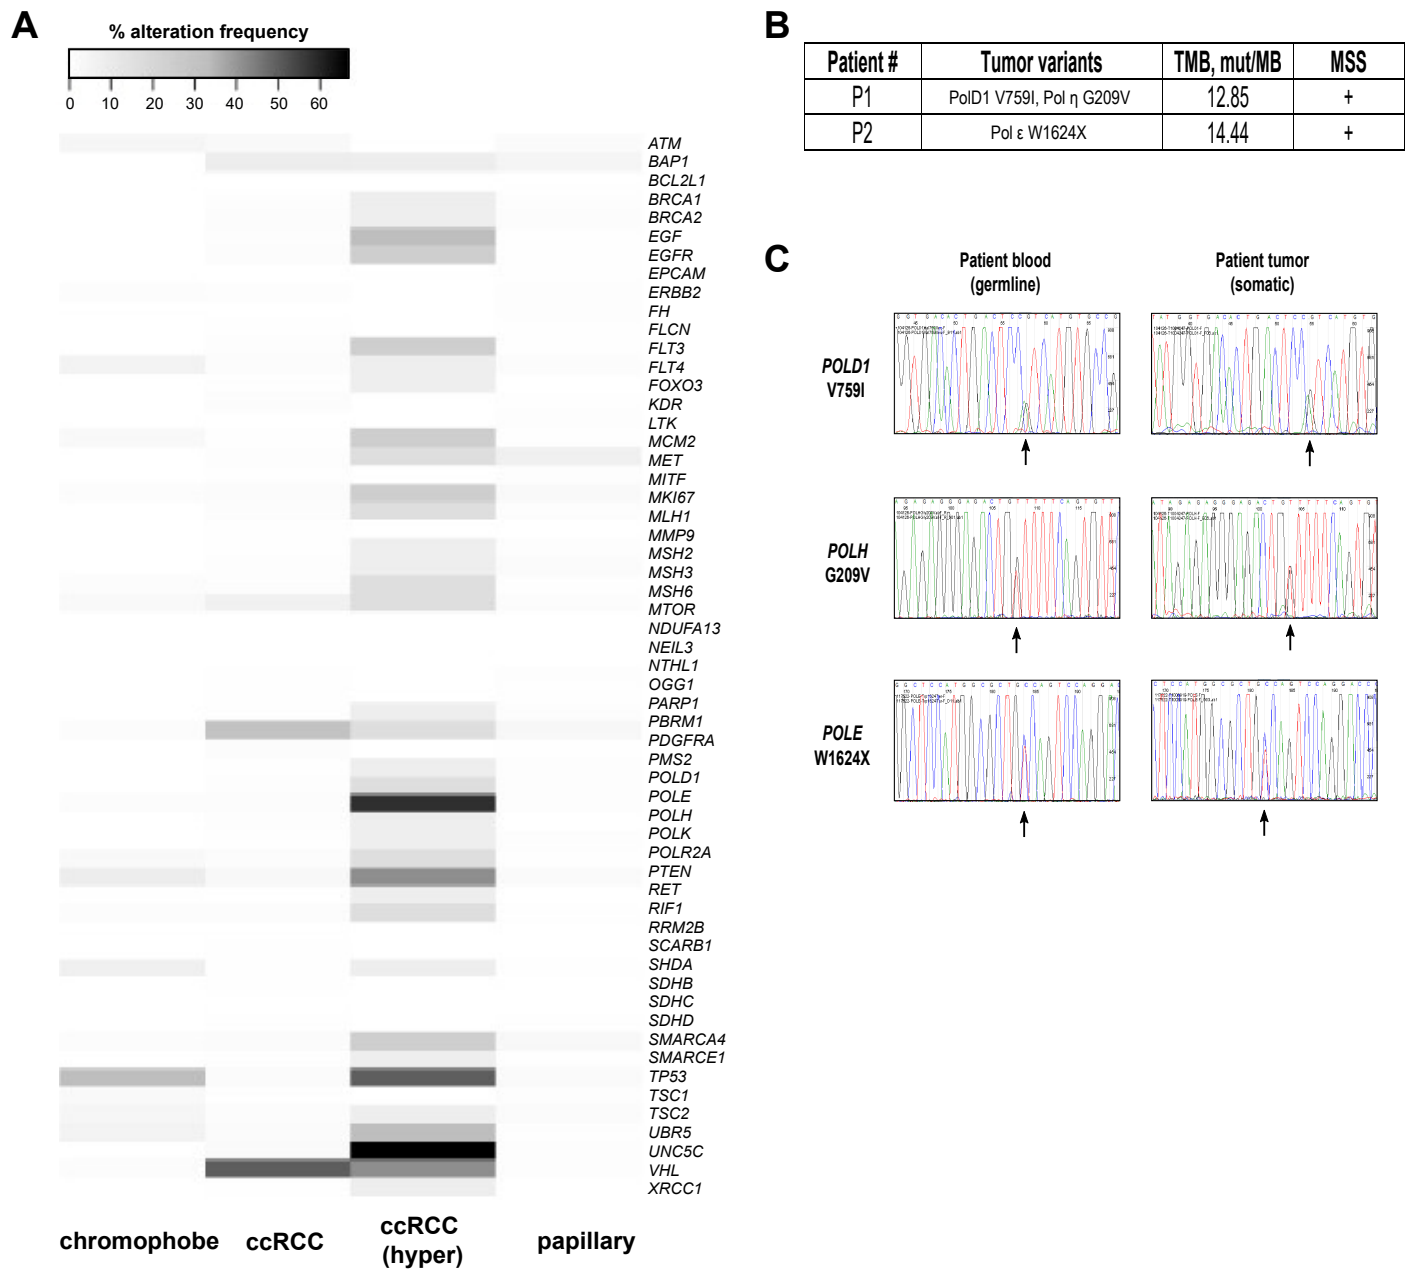 A
% alteration frequency
0 10 20 30 40 50 60
ATM
BAP1
BCL2L1
BRCA1
BRCA2
EGF
EGFR
EPCAM
ERBB2
FH
FLCN
FLT3
FLT4
FOXO3
KDR
LTK
MCM2
MET
MITF
MKI67
MLH1
MMP9
MSH2
MSH3
MSH6
MTOR
NDUFA13
NEIL3
NTHL1
OGG1
PARP1
PBRM1
PDGFRA
PMS2
POLD1
POLE
POLH
POLK
POLR2A
PTEN
RET
RIF1
RRM2B
SCARB1
SHDA
SDHB
SDHC
SDHD
SMARCA4
SMARCE1
TP53
TSC1
TSC2
UBR5
UNC5C
VHL
XRCC1
chromophobe ccRCC ccRCC (hyper) papillary
B
Patient # Tumor variants TMB, mut/MB MSS
P1 PolD1 V759I, Pol η G209V 12.85 +
P2 Pol ε W1624X 14.44 +
C
Patient blood
(germline)
Patient tumor
(somatic)
POLD1
V759I
G G T G A C A C T G A C T C C G T C A T G T G C C G
T A T G G T G A C A C T G A C T C C G T C A T G T G
POLH
G209V
A G A G A G G G A G A C T G T T T T T C A G T G T T
A T A G A G A G G G A G A C T G T T T T T C A G T G
POLE
W1624X
G G C T C C A T G G C G C T G C C A G T C C A G G A C
C T C C A T G G C G C T G C C A G T C C A G G A C C